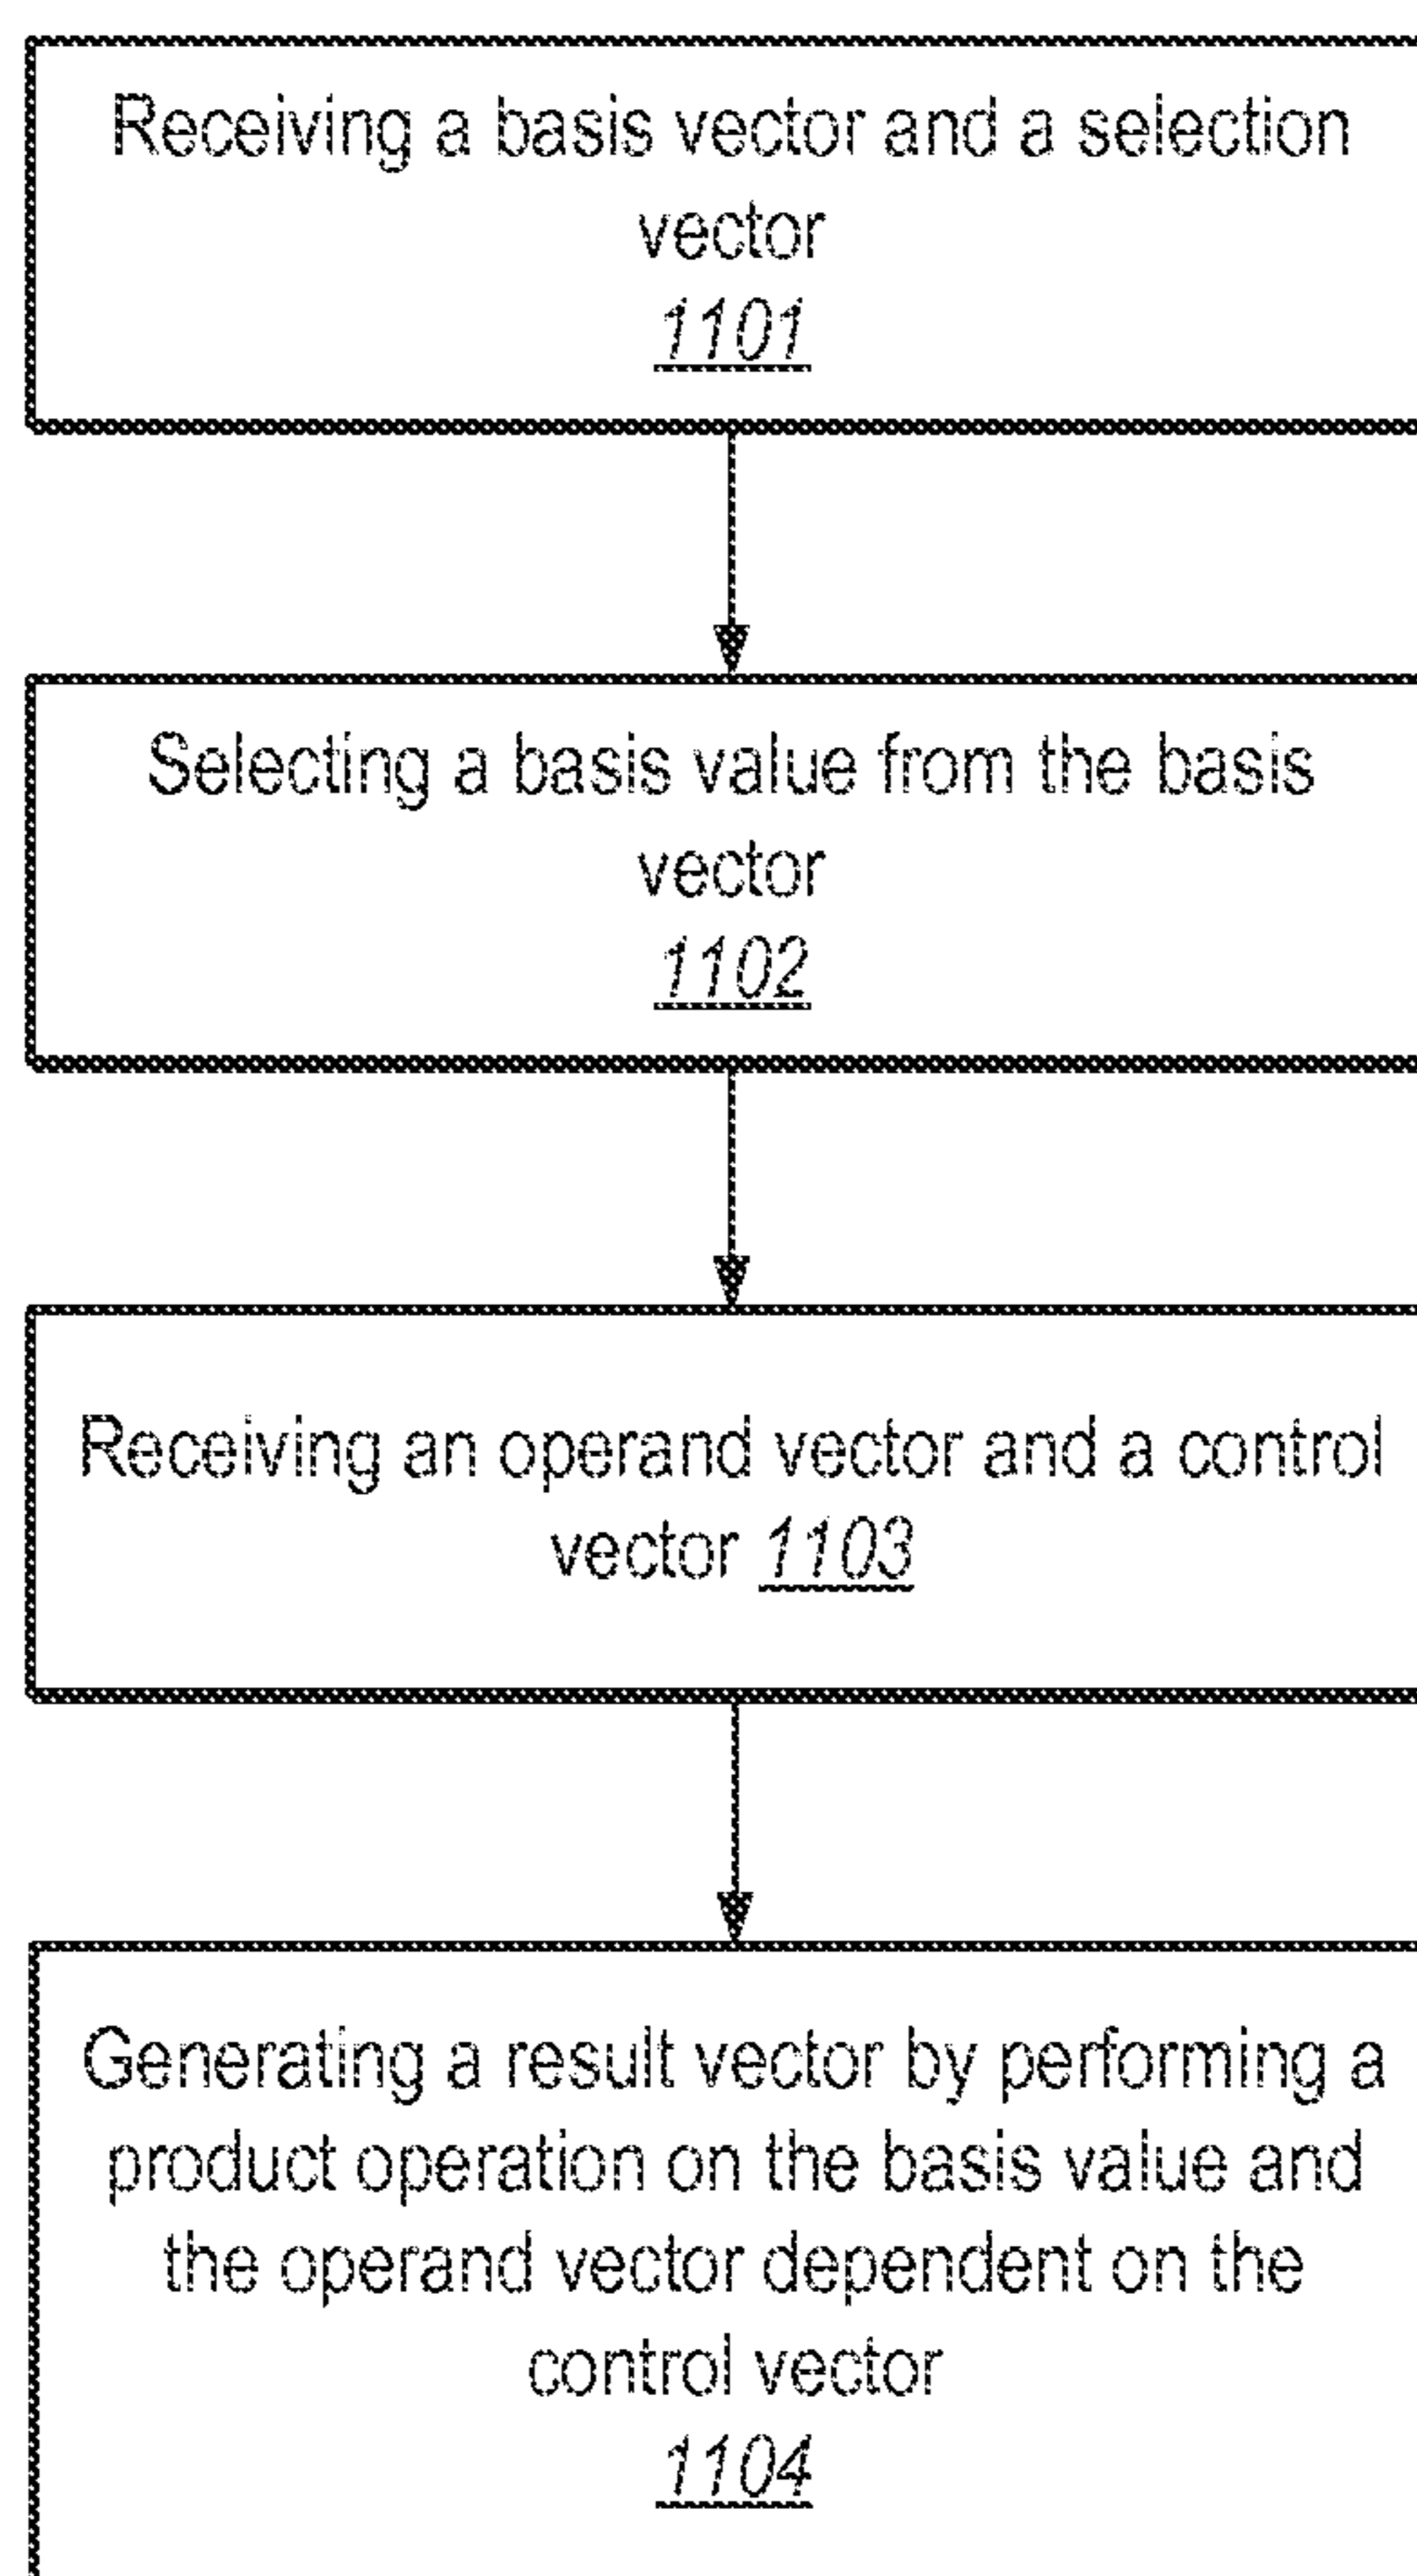 Receiving a basis vector and a selection
vector
1101
Selecting a basis value from the basis
vector
1102
Receiving an operand vector and a control
vector 1103
Generating a result vector by performing a
product operation on the basis value and
the operand vector dependent on the
control vector
1104